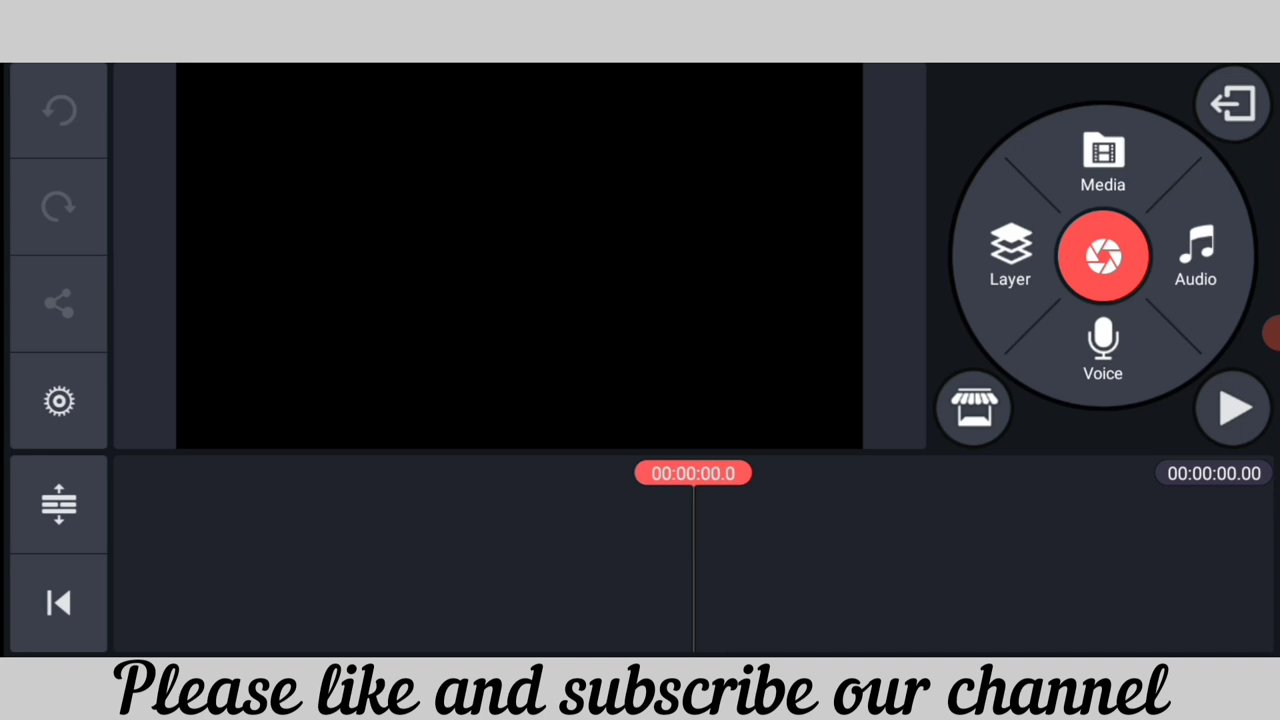 Media
Layer
Audio
Voice
00:00:00.0
00:00:00.00
Please like and subscribe our channel